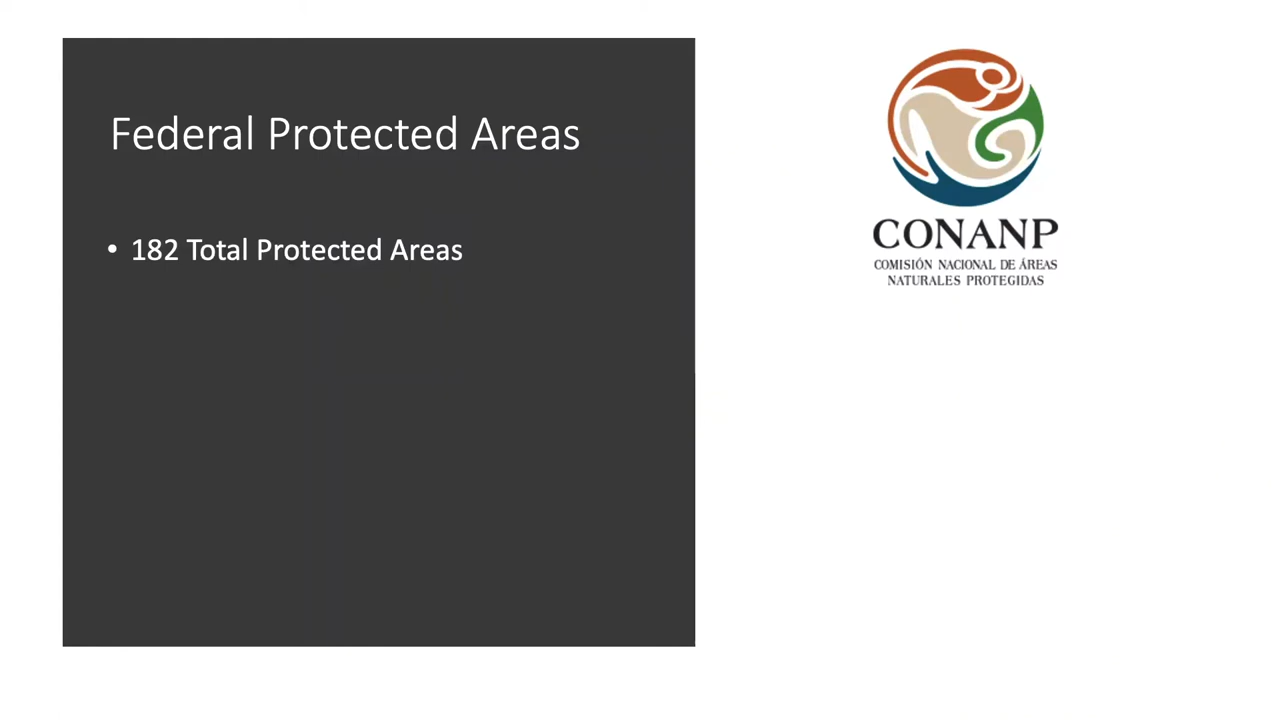 Federal Protected Areas
• 182 Total Protected Areas
CONANP
COMISIÓN NACIONAL DE ÁREAS
NATURALES PROTEGIDAS